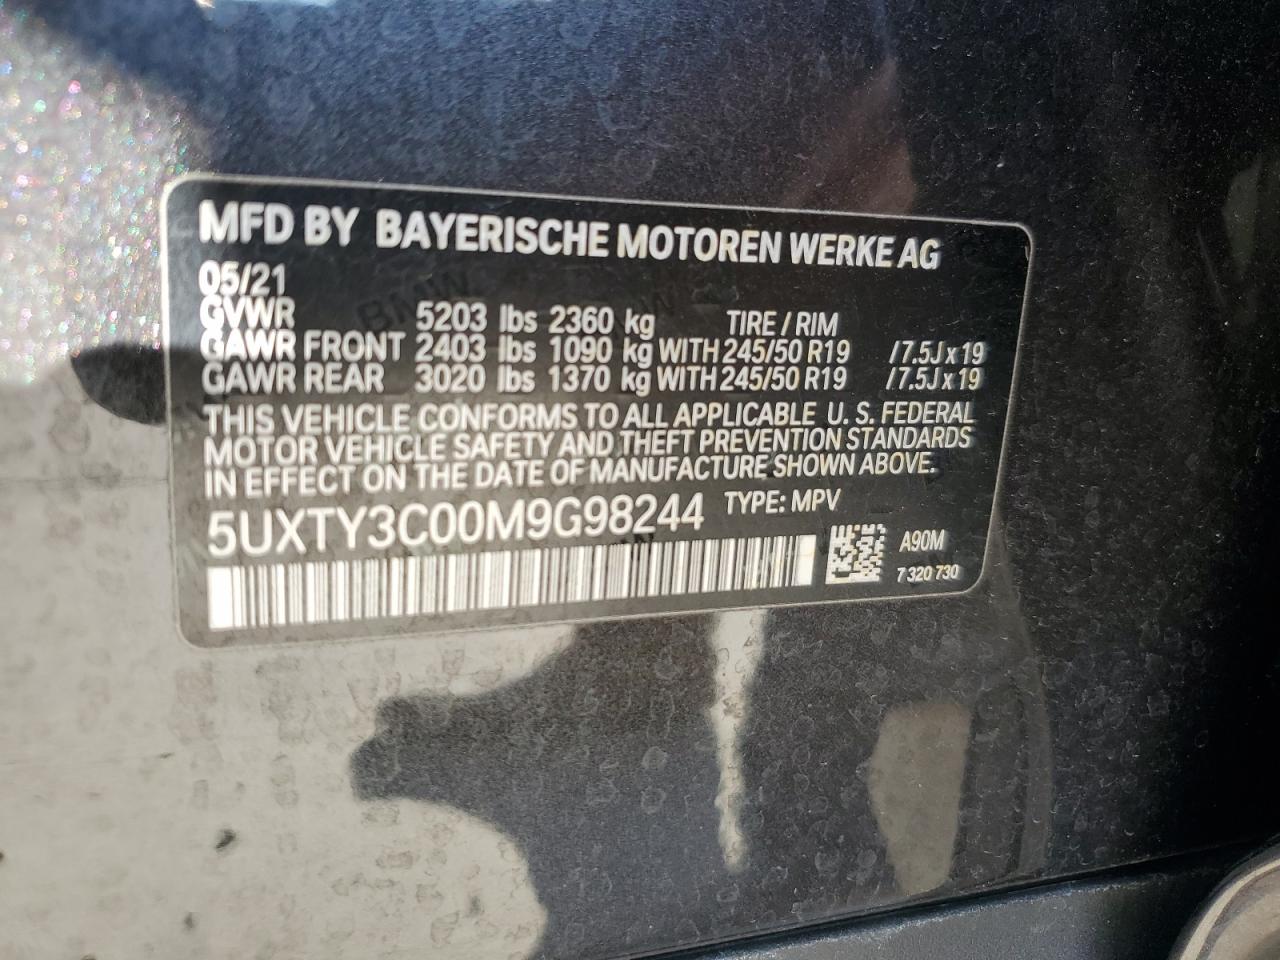 MFD BY BAYERISCHE MOTOREN WERKE AG
05/21
GVWR 5203 lbs 2360 kg TIRE / RIM
GAWR FRONT 2403 lbs 1090 kg WITH 245/50 R19 /7.5J x 19
GAWR REAR 3020 lbs 1370 kg WITH 245/50 R19 /7.5J x 19
THIS VEHICLE CONFORMS TO ALL APPLICABLE U. S. FEDERAL
MOTOR VEHICLE SAFETY AND THEFT PREVENTION STANDARDS
IN EFFECT ON THE DATE OF MANUFACTURE SHOWN ABOVE.
5UXTY3C00M9G98244 TYPE: MPV
A90M
7 320 730